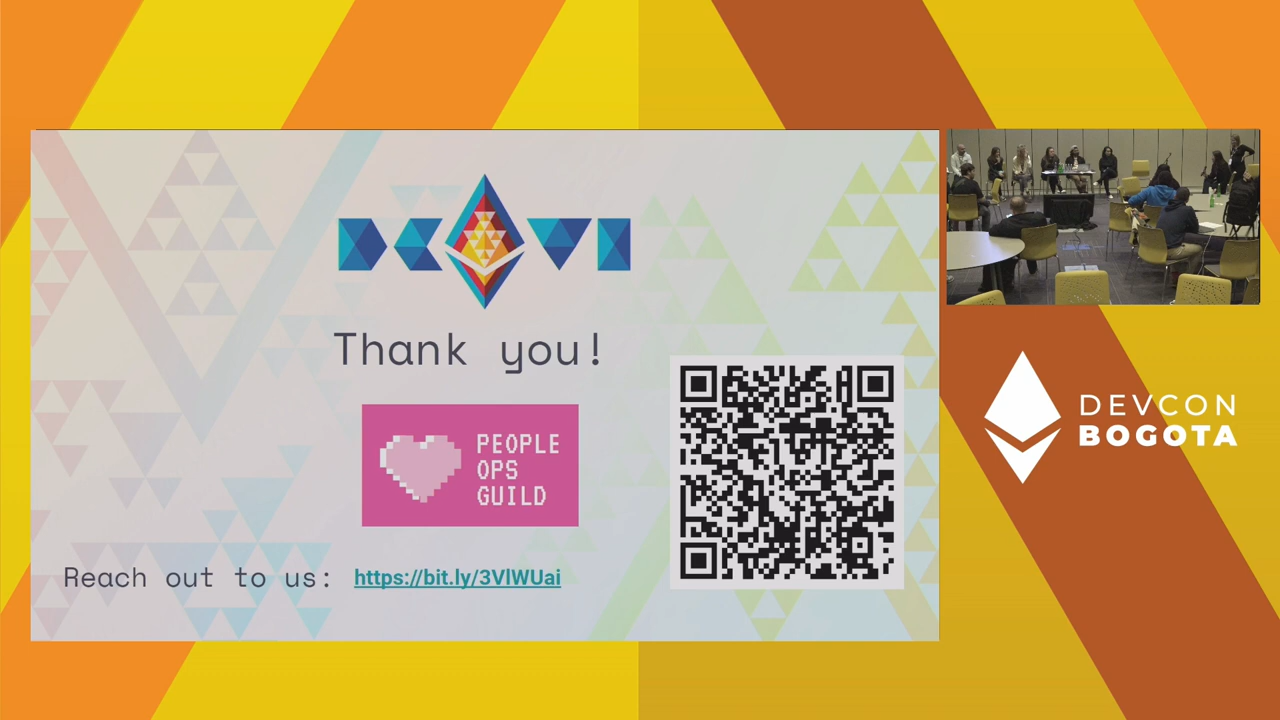 Thank you!
PEOPLE
OPS
GUILD
Reach out to us: https://bit.ly/3VlWUai
DEVCON
BOGOTA